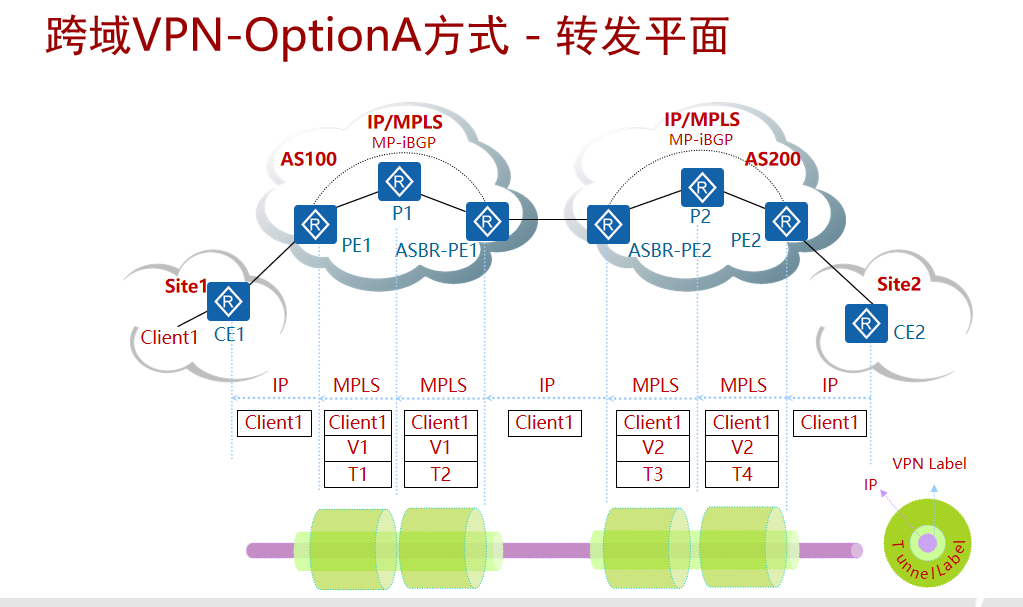 跨域VPN-OptionA方式 - 转发平面
IP/MPLS
MP-iBGP
AS100
R
P1
R
PE1
R
ASBR-PE1
IP/MPLS
MP-iBGP
AS200
R
P2
R
ASBR-PE2
R
PE2
Site1
R
Client1
CE1
Site2
R
CE2
IP
MPLS
MPLS
IP
MPLS
MPLS
IP
Client1
Client1
Client1
Client1
Client1
Client1
Client1
V1
V1
V2
V2
T1
T2
T3
T4
VPN Label
IP
Tunnel Label